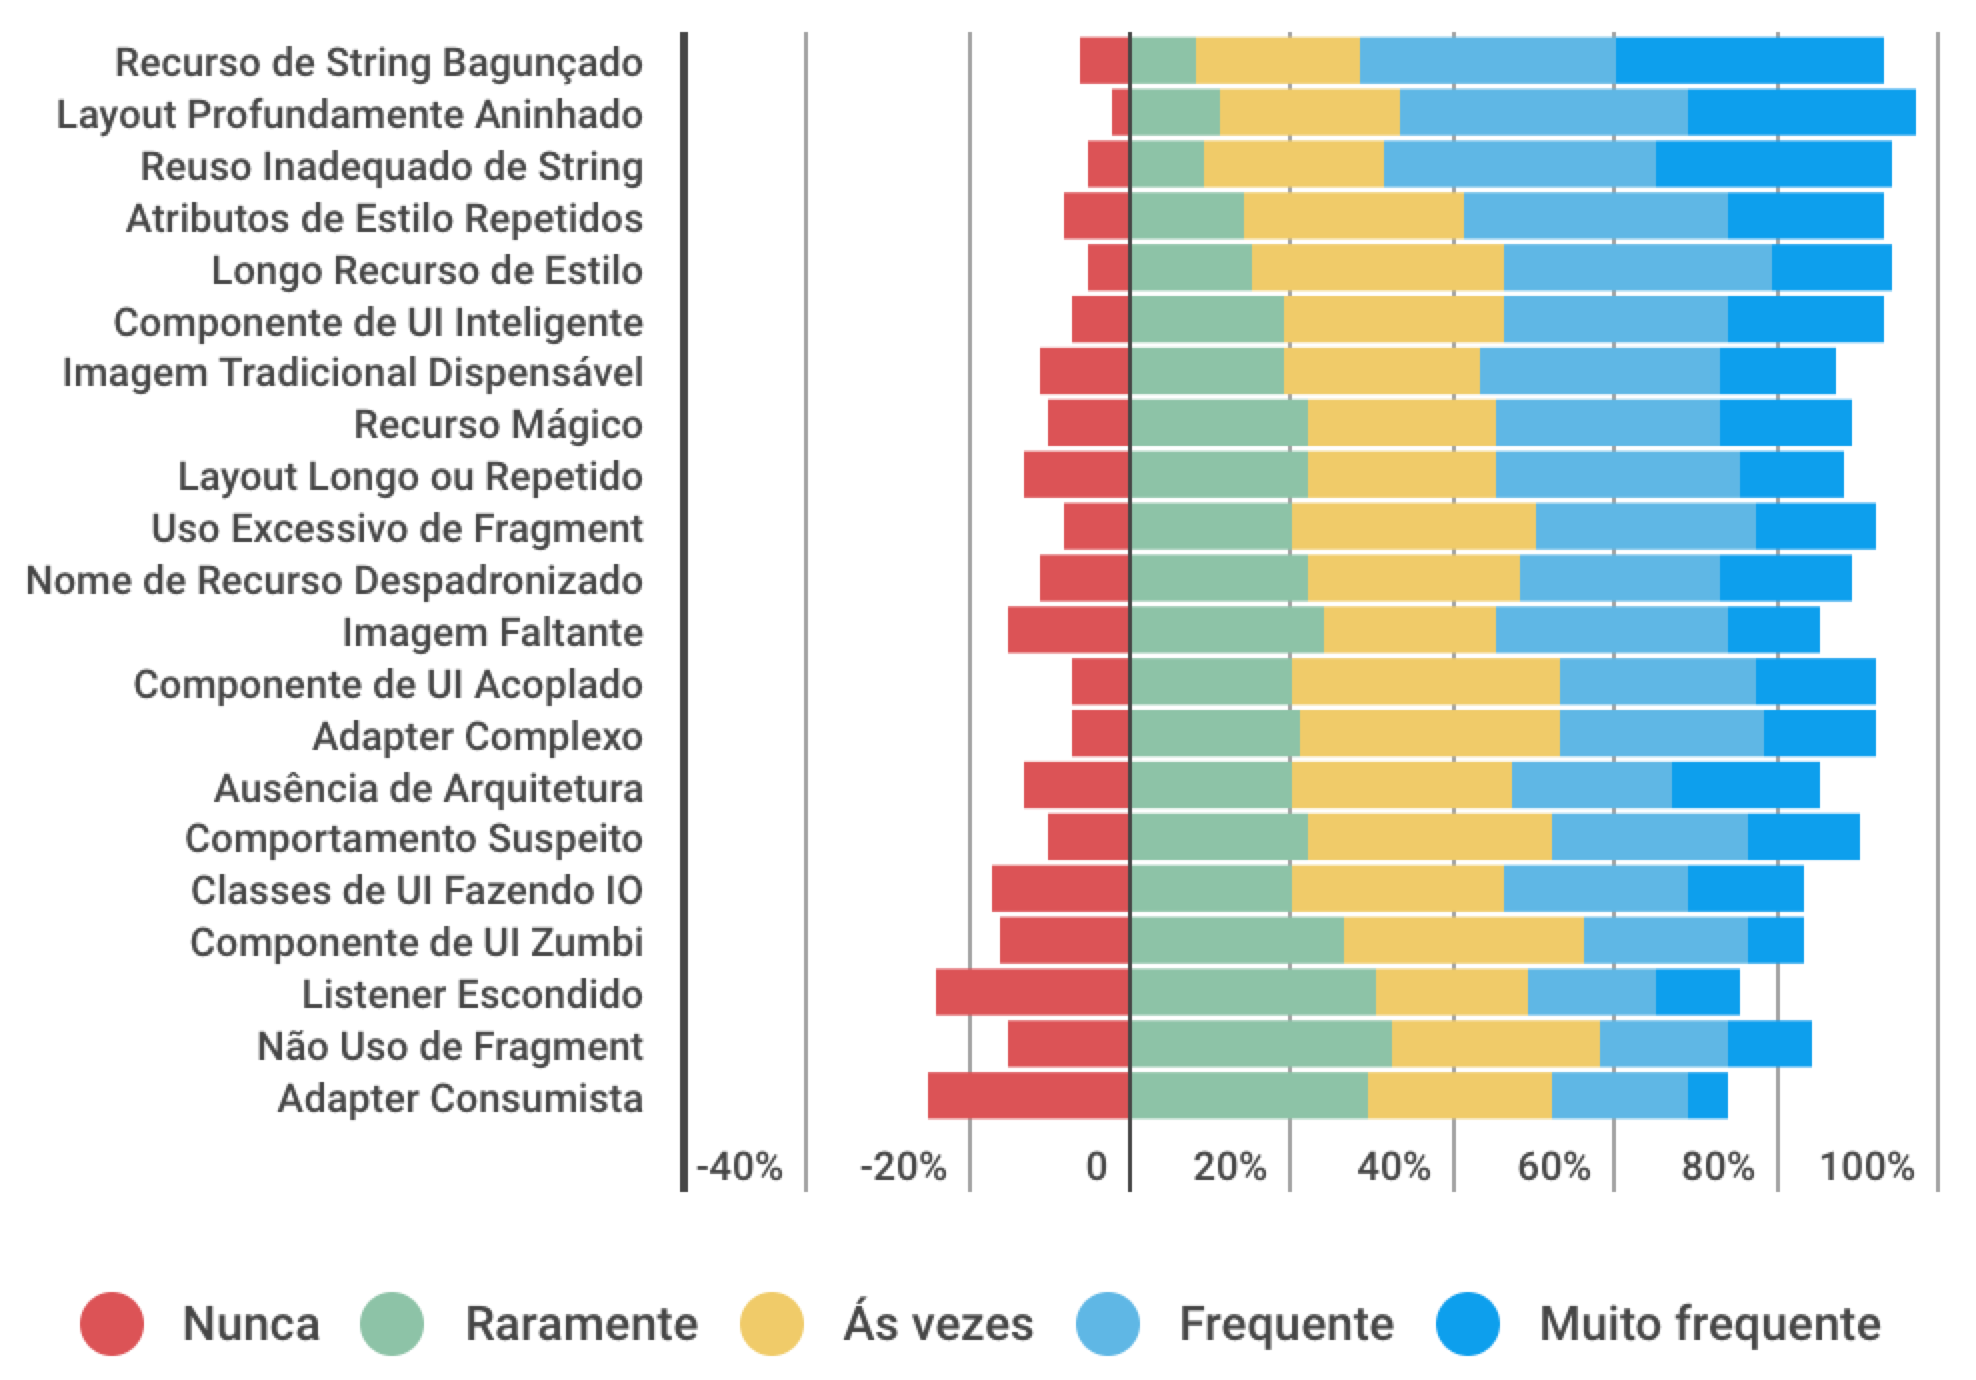 Recurso de String Bagunçado
Layout Profundamente Aninhado
Reuso Inadequado de String
Atributos de Estilo Repetidos
Longo Recurso de Estilo
Componente de UI Inteligente
Imagem Tradicional Dispensável
Recurso Mágico
Layout Longo ou Repetido
Uso Excessivo de Fragment
Nome de Recurso Despadronizado
Imagem Faltante
Componente de UI Acoplado
Adapter Complexo
Ausência de Arquitetura
Comportamento Suspeito
Classes de UI Fazendo IO
Componente de UI Zumbi
Listener Escondido
Não Uso de Fragment
Adapter Consumista
-40% -20% 0 20% 40% 60% 80% 100%
Nunca Raramente Ás vezes Frequente Muito frequente